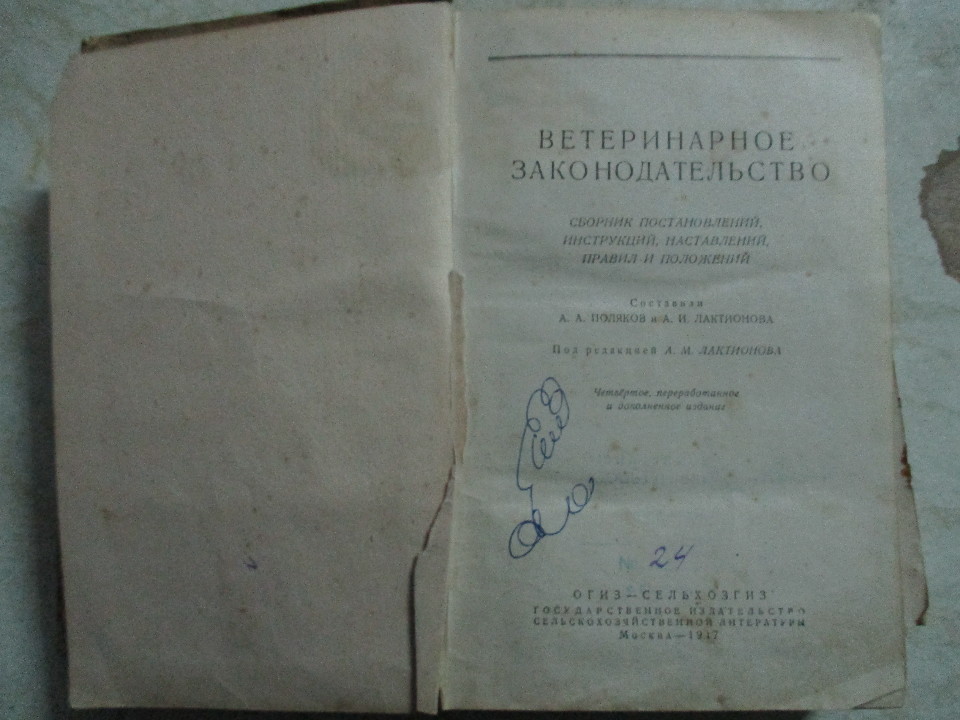 ВЕТЕРИНАРНОЕ
ЗАКОНОДАТЕЛЬСТВО
СБОРНИК ПОСТАНОВЛЕНИЙ,
ИНСТРУКЦИЙ, НАСТАВЛЕНИЙ,
ПРАВИЛ И ПОЛОЖЕНИЙ
Составили
А. А. ПОЛЯКОВ и А. И. ЛАКТИОНОВА
Под редакцией А. М. ЛАКТИОНОВА
Четвёртое, переработанное
и дополненное издание
№ 24
ОГИЗ—СЕЛЬХОЗГИЗ
ГОСУДАРСТВЕННОЕ ИЗДАТЕЛЬСТВО
СЕЛЬСКОХОЗЯЙСТВЕННОЙ ЛИТЕРАТУРЫ
Москва—1947